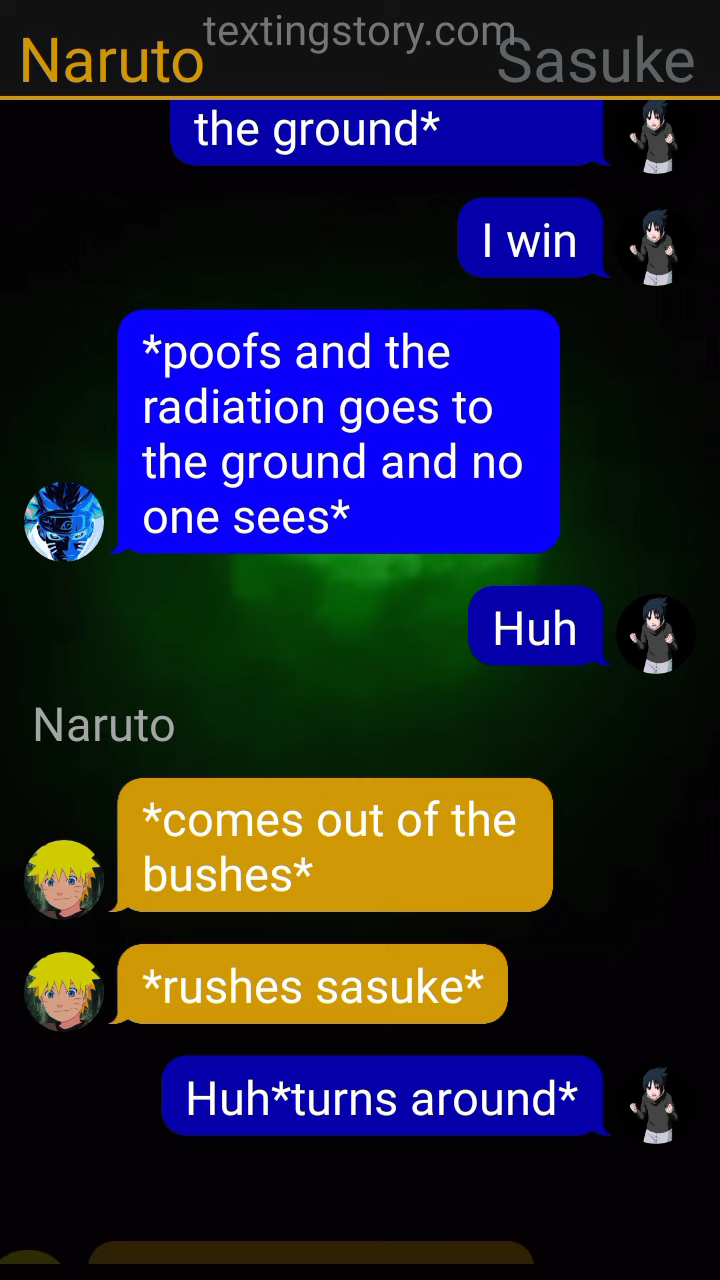 textingstory.com
Naruto
Sasuke
the ground*
I win
*poofs and the
radiation goes to
the ground and no
one sees*
Huh
Naruto
*comes out of the
bushes*
*rushes sasuke*
Huh*turns around*